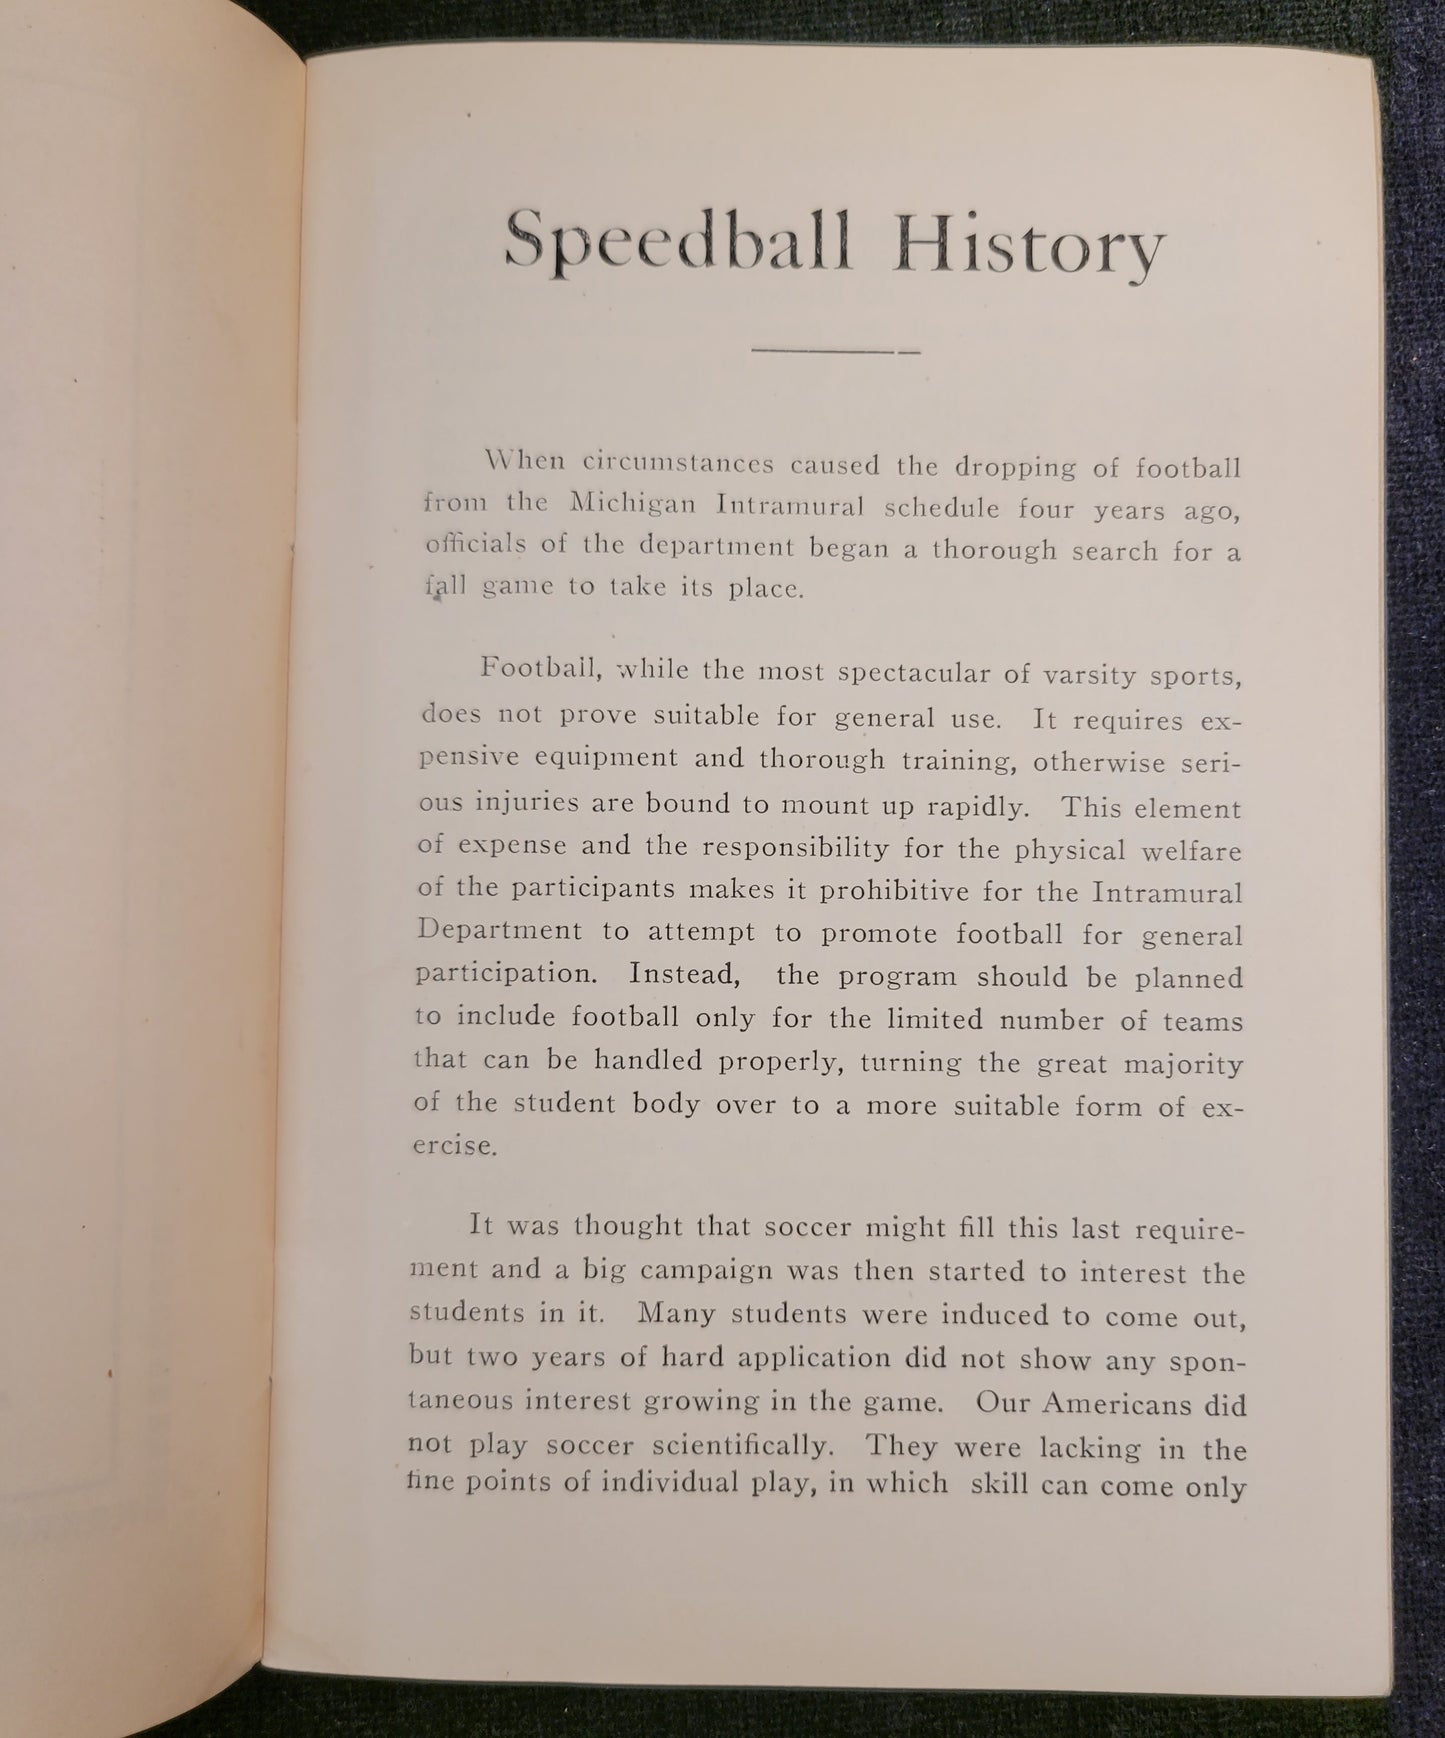 Speedball History
When circumstances caused the dropping of football
from the Michigan Intramural schedule four years ago,
officials of the department began a thorough search for a
fall game to take its place.
Football, while the most spectacular of varsity sports,
does not prove suitable for general use. It requires ex-
pensive equipment and thorough training, otherwise seri-
ous injuries are bound to mount up rapidly. This element
of expense and the responsibility for the physical welfare
of the participants makes it prohibitive for the Intramural
Department to attempt to promote football for general
participation. Instead, the program should be planned
to include football only for the limited number of teams
that can be handled properly, turning the great majority
of the student body over to a more suitable form of ex-
ercise.
It was thought that soccer might fill this last require-
ment and a big campaign was then started to interest the
students in it. Many students were induced to come out,
but two years of hard application did not show any spon-
taneous interest growing in the game. Our Americans did
not play soccer scientifically. They were lacking in the
fine points of individual play, in which skill can come only